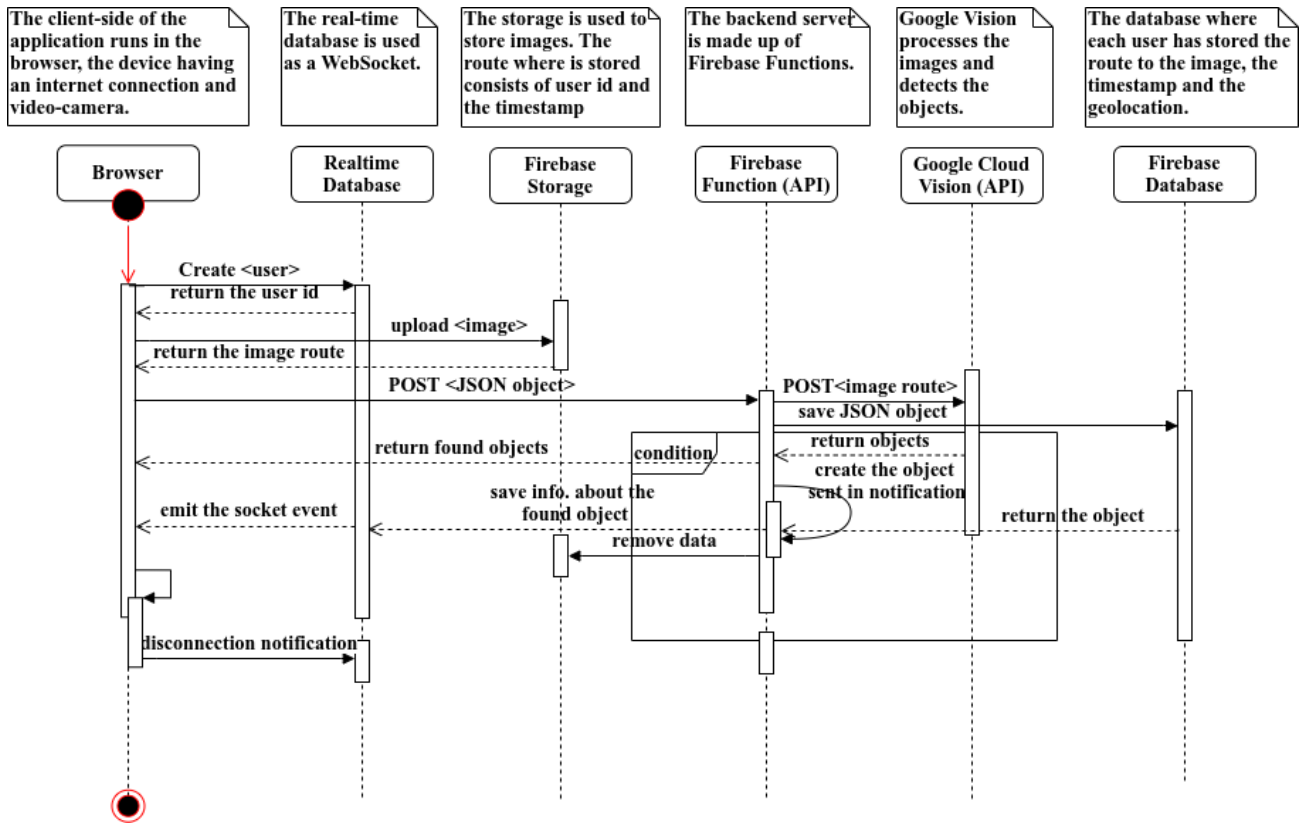 The client-side of the
application runs in the
browser, the device having
an internet connection and
video-camera.
The real-time
database is used
as a WebSocket.
The storage is used to
store images. The
route where is stored
consists of user id and
the timestamp
The backend server
is made up of
Firebase Functions.
Google Vision
processes the
images and
detects the
objects.
The database where
each user has stored the
route to the image, the
timestamp and the
geolocation.
Browser
Realtime
Database
Firebase
Storage
Firebase
Function (API)
Google Cloud
Vision (API)
Firebase
Database
Create <user>
return the user id
upload <image>
return the image route
POST <JSON object>
POST<image route>
save JSON object
return objects
condition
return found objects
create the object
sent in notification
save info. about the
found object
emit the socket event
return the object
remove data
disconnection notification